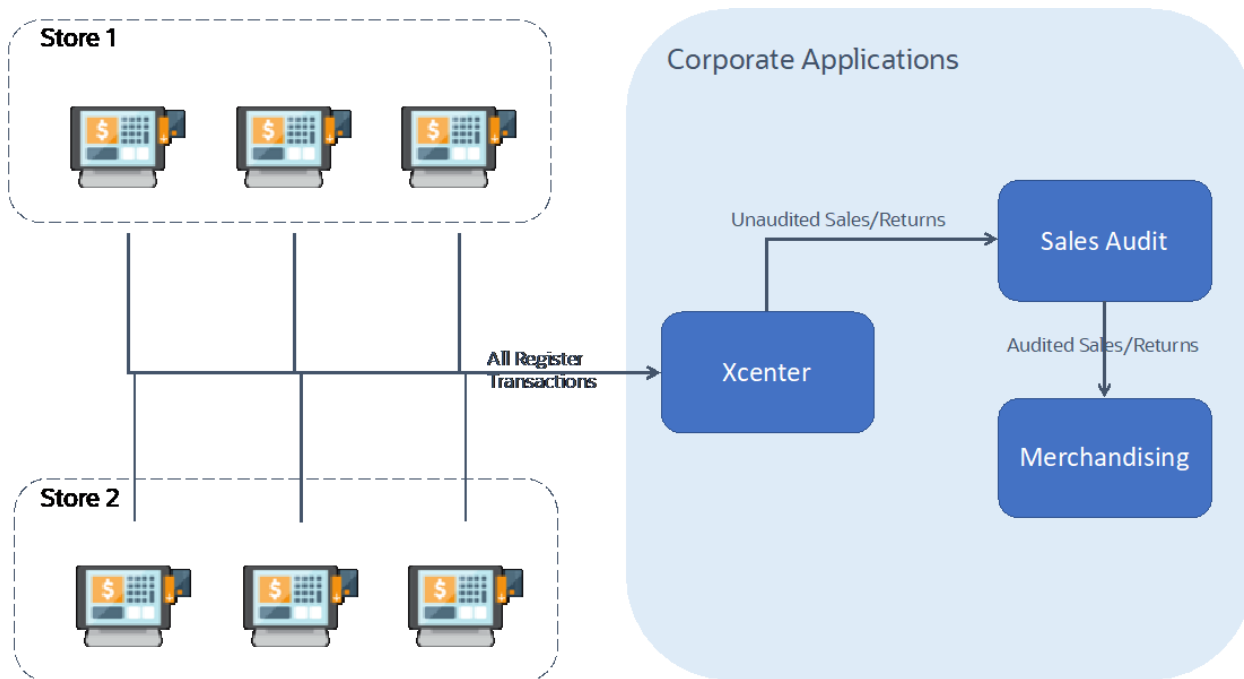 Store 1
$
$
$
Corporate Applications
Unaudited Sales/Returns
Sales Audit
All Register
Transactions
Xcenter
Audited Sales/Returns
Merchandising
Store 2
$
$
$